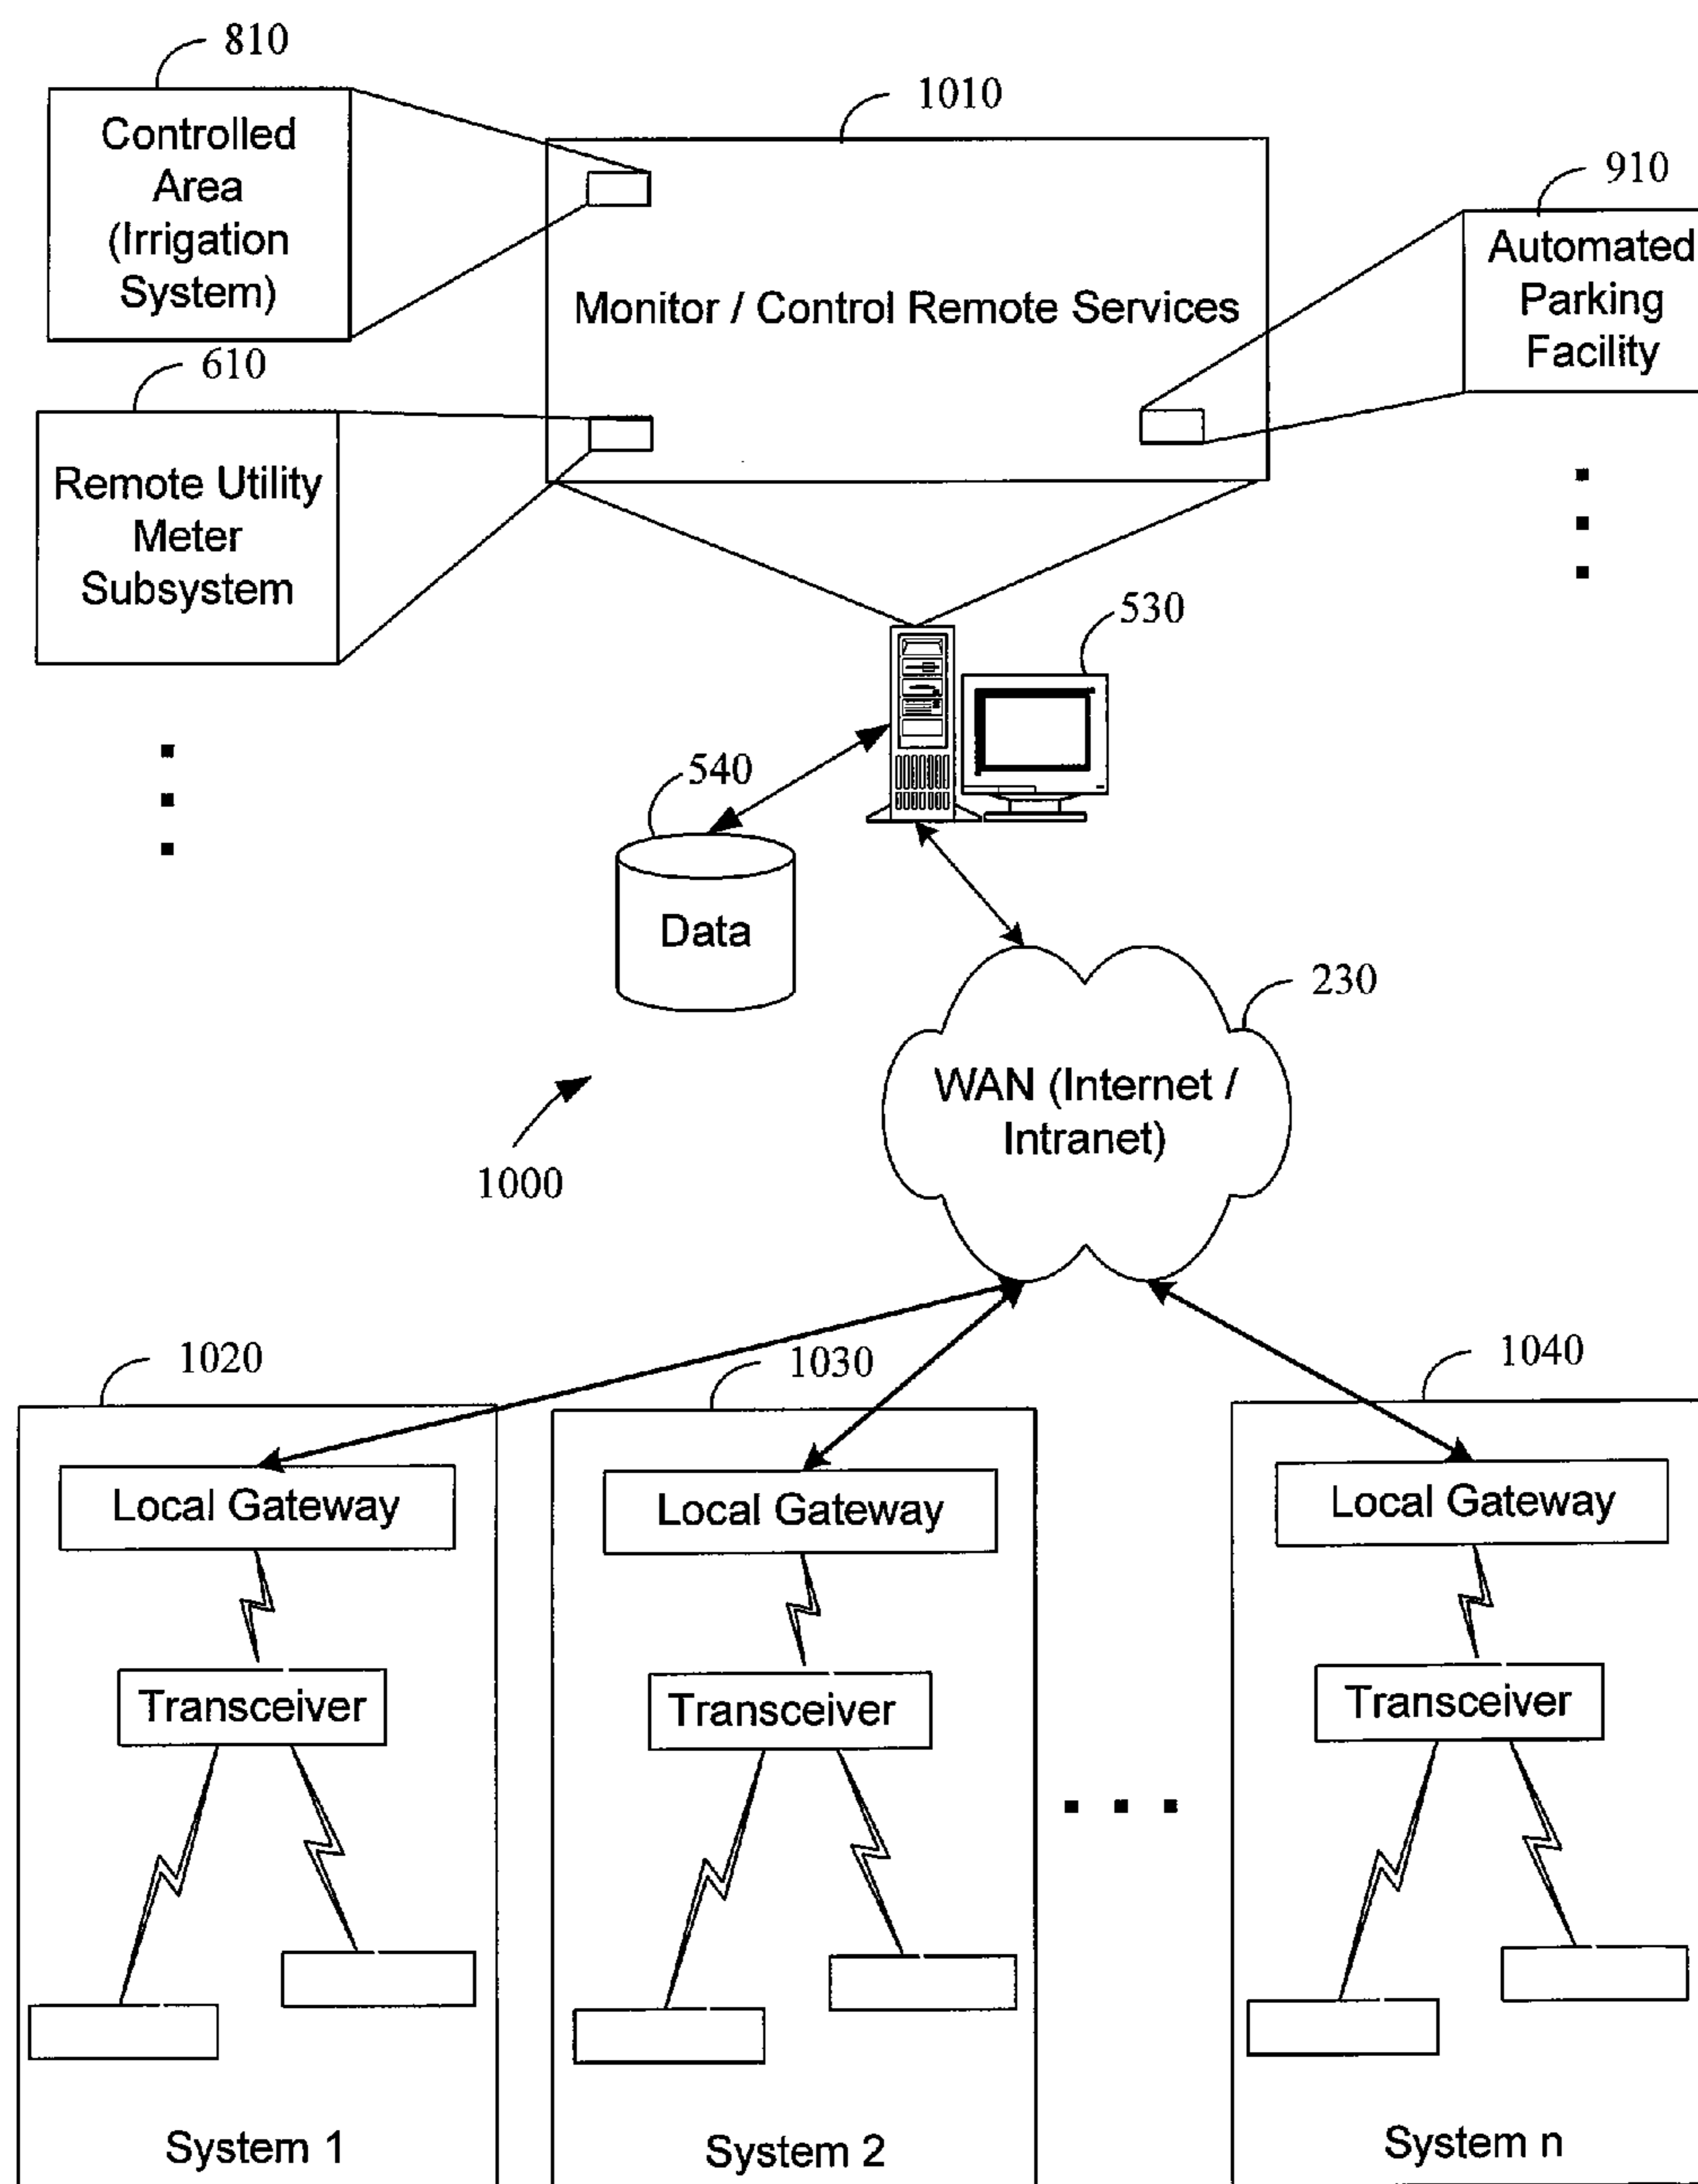 810
Controlled
Area
(Irrigation
System)
1010
Monitor / Control Remote Services
910
Automated
Parking
Facility
610
Remote Utility
Meter
Subsystem
530
540
Data
230
WAN (Internet /
Intranet)
1000
1020
Local Gateway
Transceiver
System 1
1030
Local Gateway
Transceiver
System 2
1040
Local Gateway
Transceiver
System n